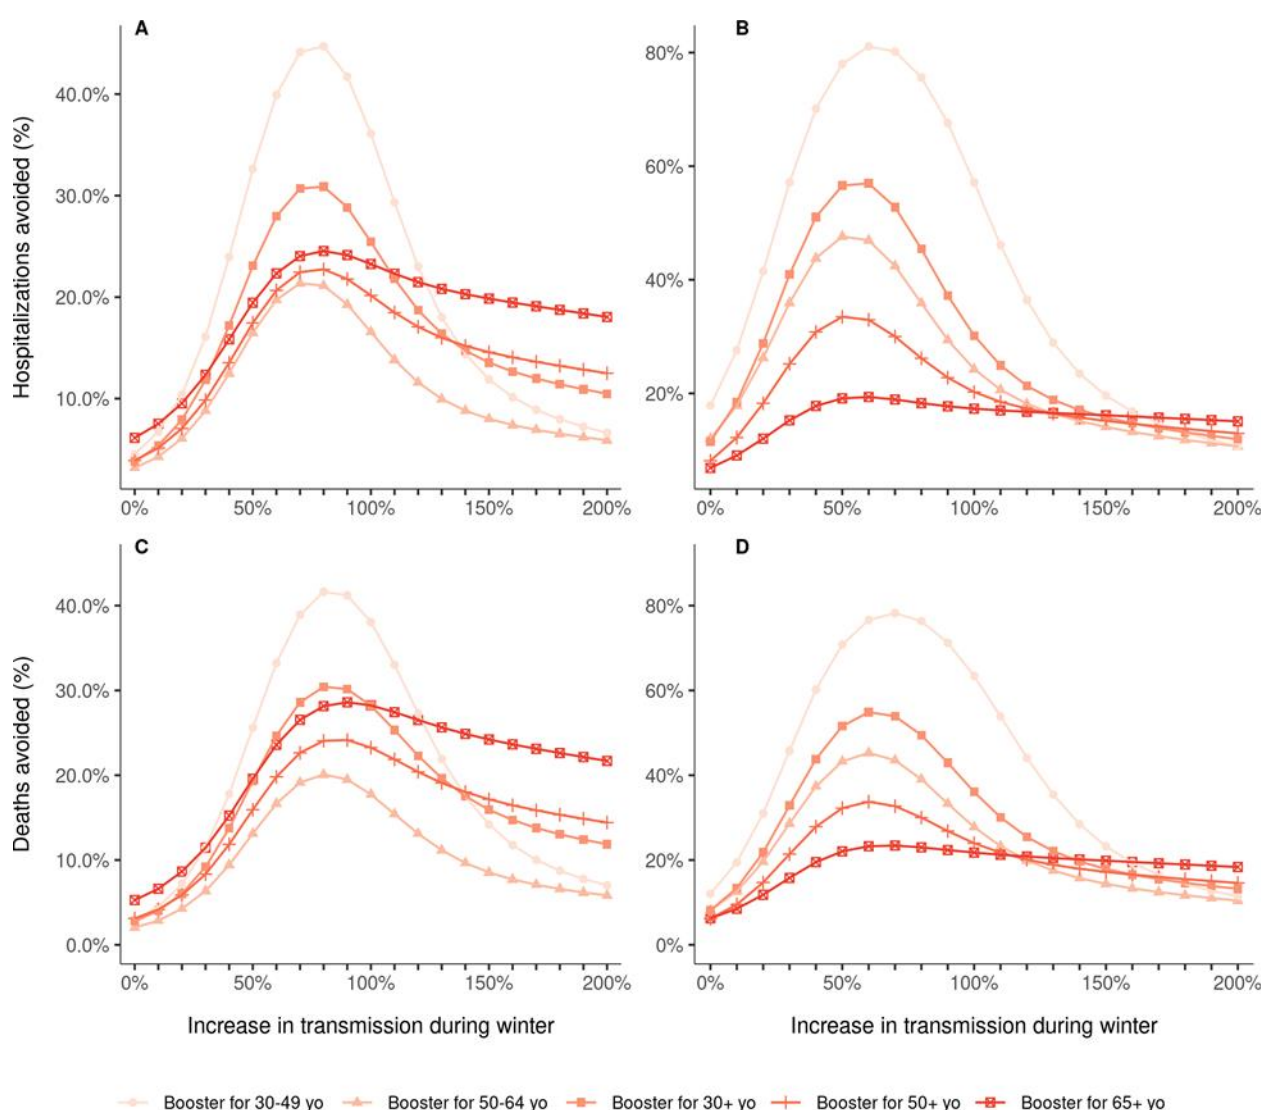 A
B
Hospitalizations avoided (%)
40.0%
30.0%
20.0%
10.0%
80%
60%
40%
20%
0% 50% 100% 150% 200%
0% 50% 100% 150% 200%
C
D
Deaths avoided (%)
40.0%
30.0%
20.0%
10.0%
0.0%
80%
60%
40%
20%
0%
0% 50% 100% 150% 200%
0% 50% 100% 150% 200%
Increase in transmission during winter
Increase in transmission during winter
Booster for 30-49 yo Booster for 50-64 yo Booster for 30+ yo Booster for 50+ yo Booster for 65+ yo